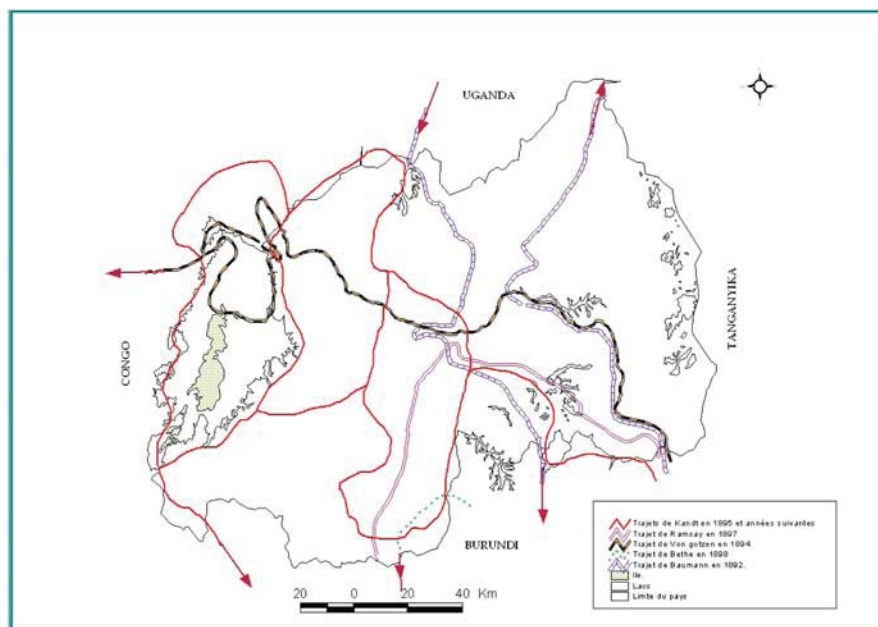 UGANDA
TANGANYIKA
CONGO
BURUNDI
Trajets de Kandt en 1895 et années suivantes
Trajet de Ramsay en 1897
Trajet de Von gotzen en 1894
Trajet de Bethe en 1898
Trajet de Baumann en 1892.
Ile.
Lacs
Limite du pays
20 0 20 40 Km